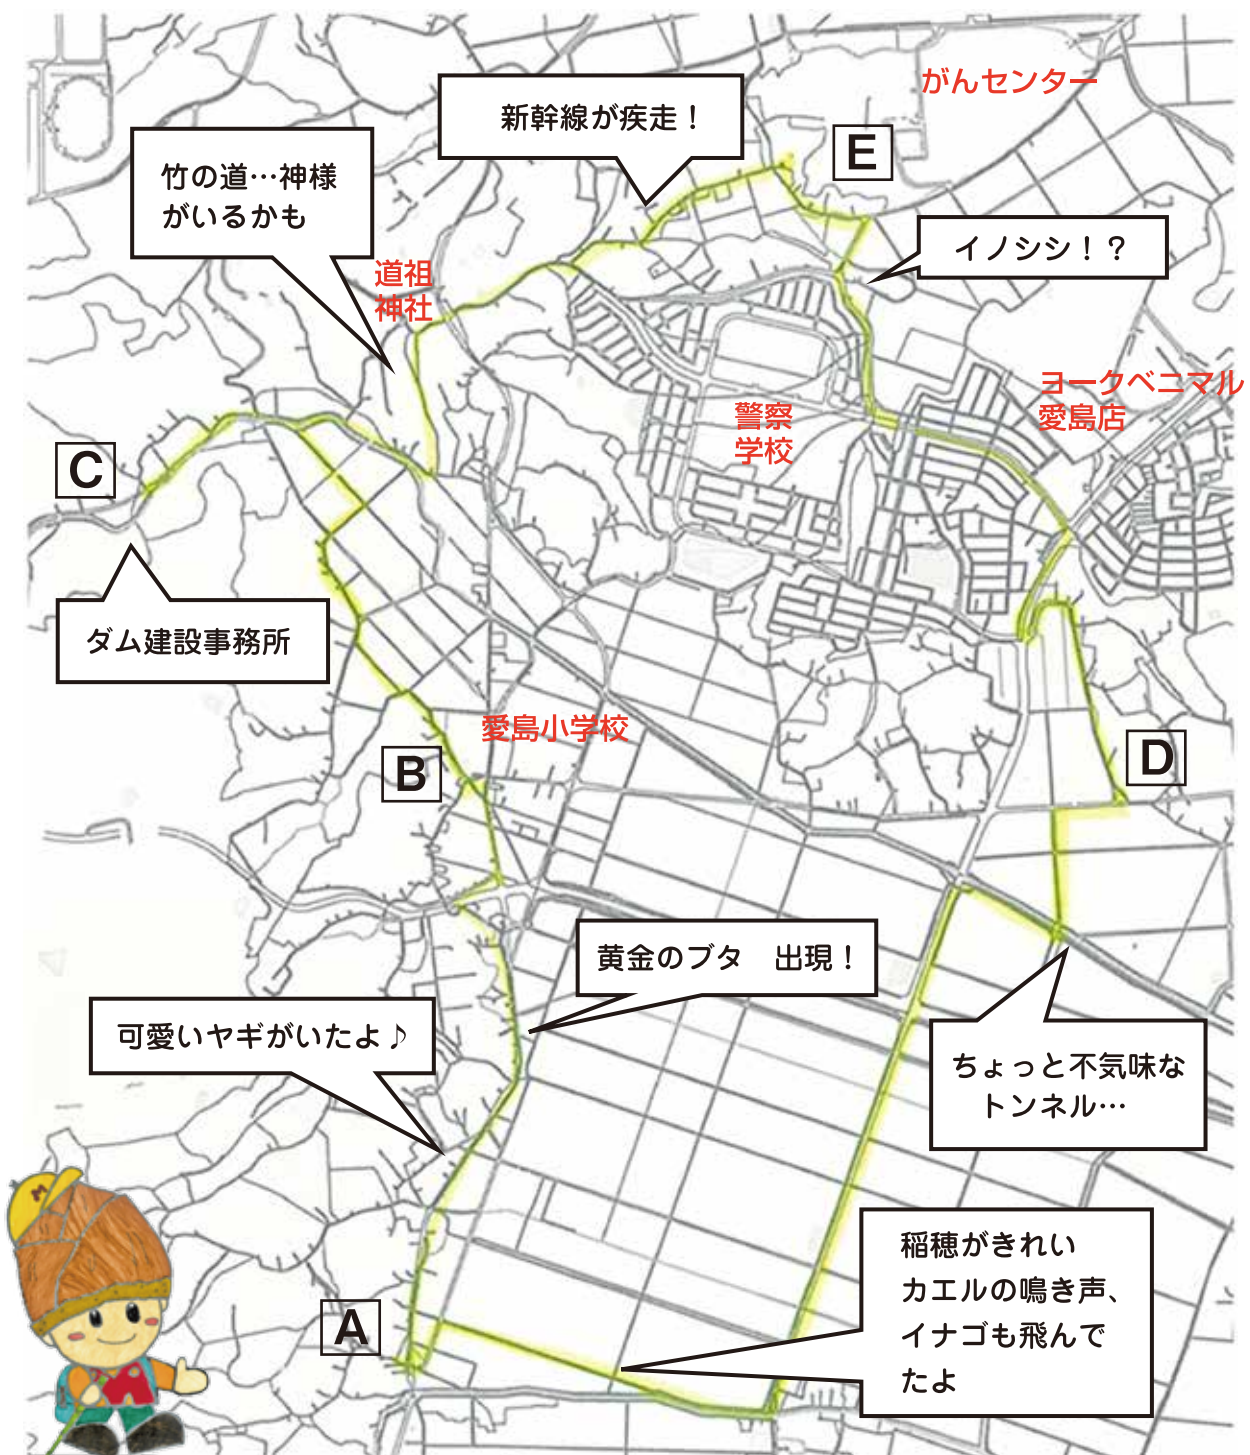 がんセンター
新幹線が疾走！
E
竹の道…神様
がいるかも
イノシシ！？
道祖
神社
ヨークベニマル
愛島店
警察
学校
C
ダム建設事務所
愛島小学校
B
D
黄金のブタ　出現！
可愛いヤギがいたよ♪
ちょっと不気味な
トンネル…
稲穂がきれい
カエルの鳴き声、
イナゴも飛んで
たよ
A
M